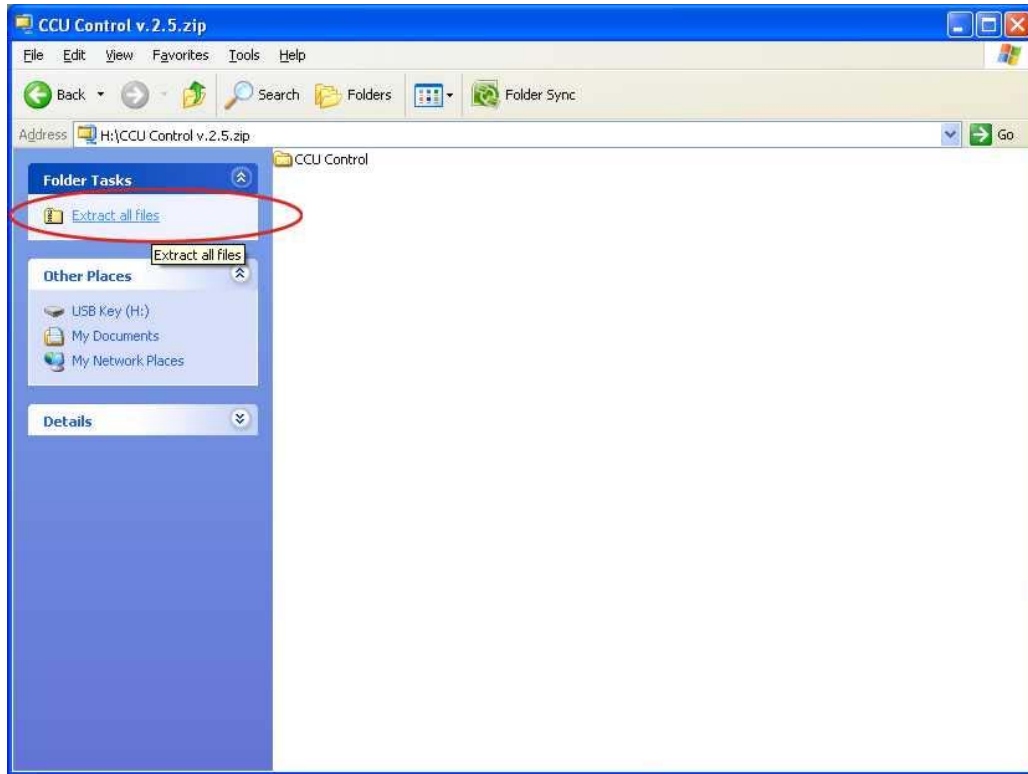 CCU Control v.2.5.zip
File Edit View Favorites Tools Help
Back Search Folders Folder Sync
Address H:\CCU Control v.2.5.zip Go
CCU Control
Folder Tasks
Extract all files
Extract all files
Other Places
USB Key (H:)
My Documents
My Network Places
Details